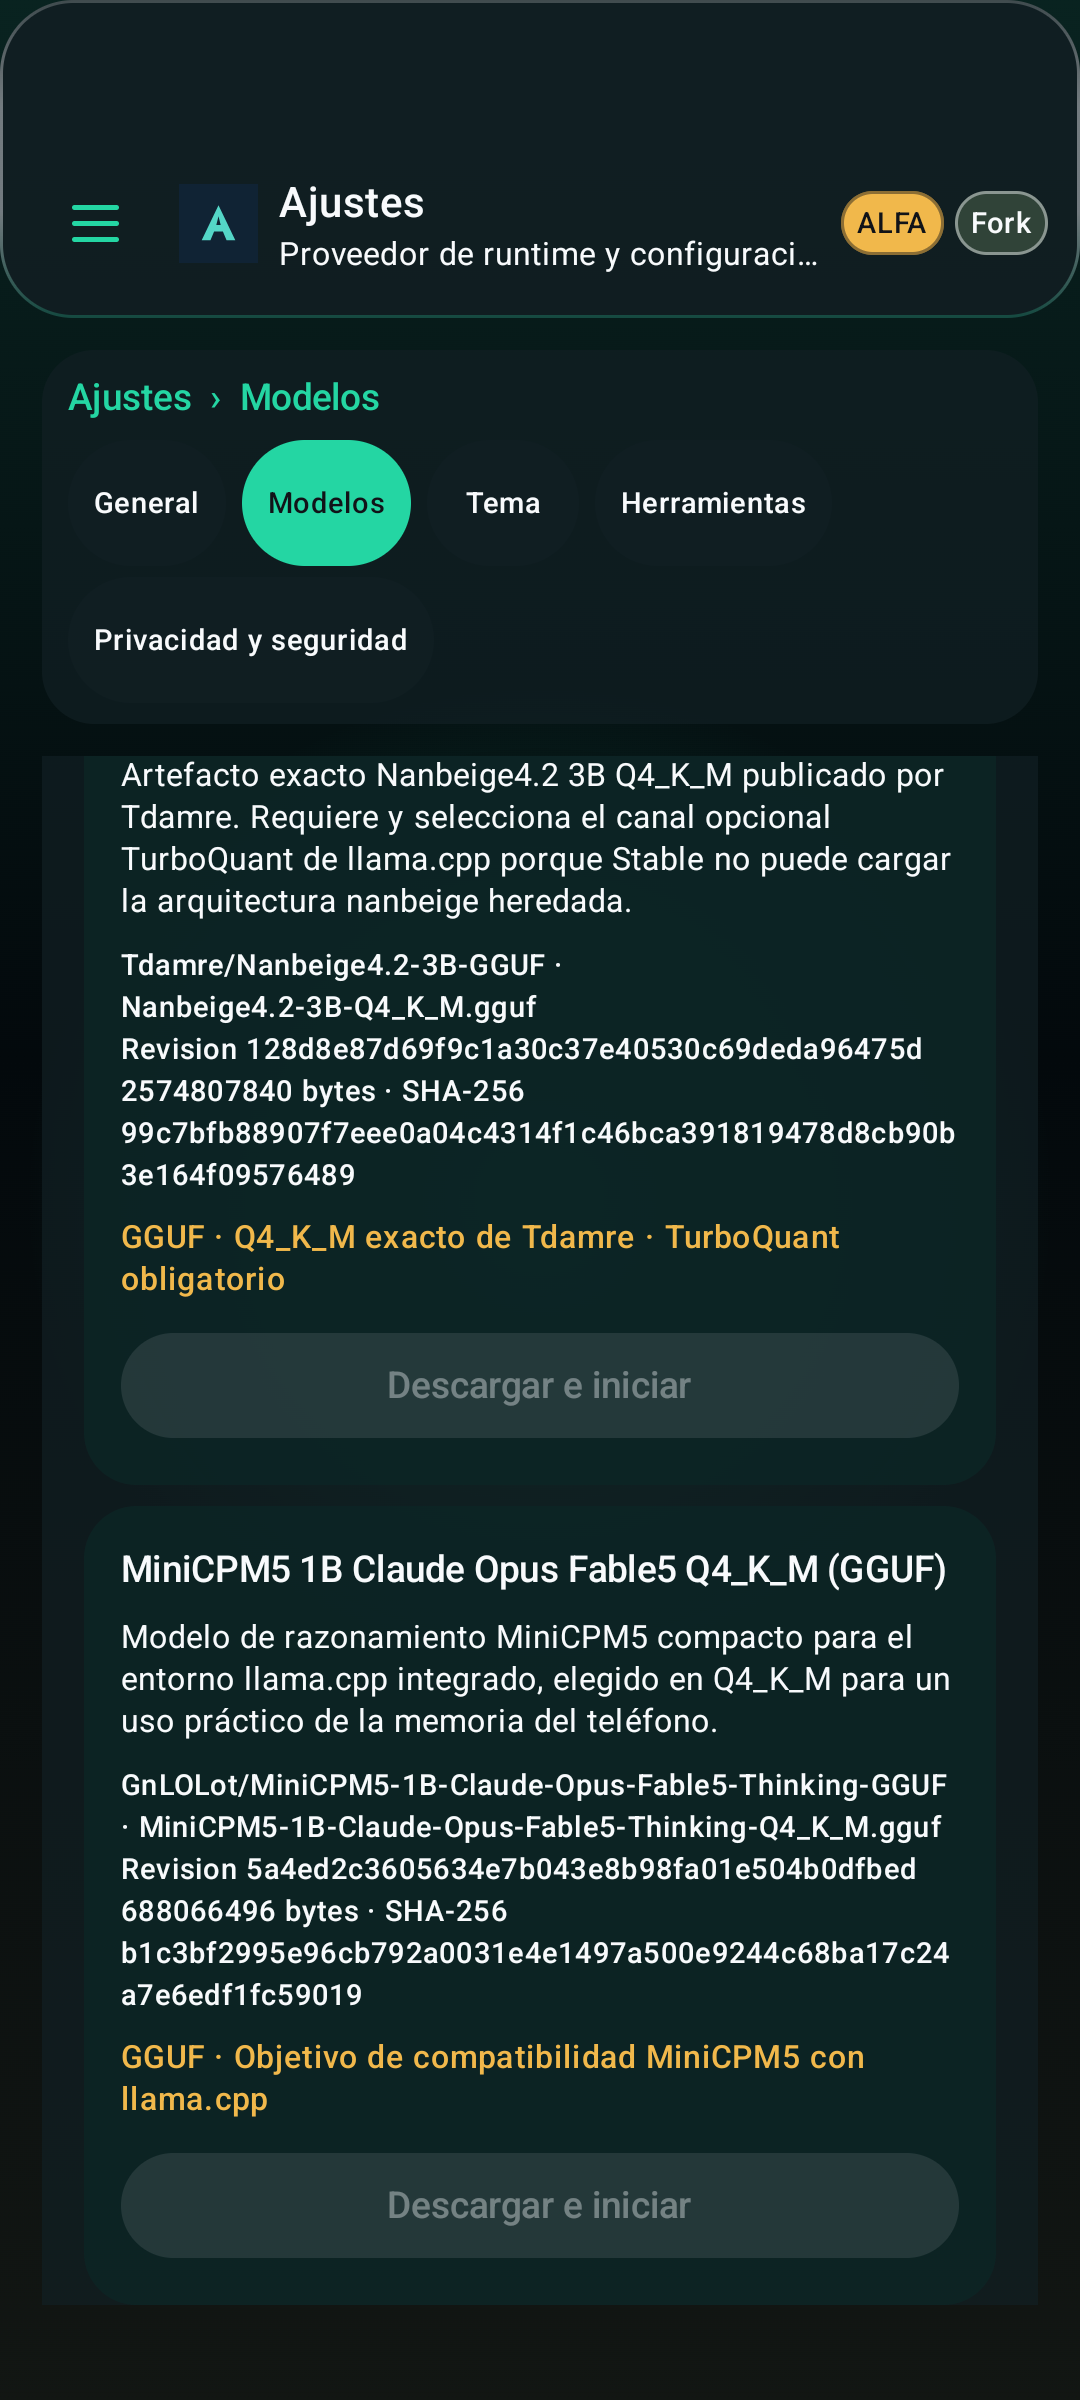 Ajustes
Proveedor de runtime y configuraci…
ALFA
Fork
Ajustes › Modelos
General
Modelos
Tema
Herramientas
Privacidad y seguridad
Artefacto exacto Nanbeige4.2 3B Q4_K_M publicado por
Tdamre. Requiere y selecciona el canal opcional
TurboQuant de llama.cpp porque Stable no puede cargar
la arquitectura nanbeige heredada.
Tdamre/Nanbeige4.2-3B-GGUF ·
Nanbeige4.2-3B-Q4_K_M.gguf
Revision 128d8e87d69f9c1a30c37e40530c69deda96475d
2574807840 bytes · SHA-256
99c7bfb88907f7eee0a04c4314f1c46bca391819478d8cb90b
3e164f09576489
GGUF · Q4_K_M exacto de Tdamre · TurboQuant
obligatorio
Descargar e iniciar
MiniCPM5 1B Claude Opus Fable5 Q4_K_M (GGUF)
Modelo de razonamiento MiniCPM5 compacto para el
entorno llama.cpp integrado, elegido en Q4_K_M para un
uso práctico de la memoria del teléfono.
GnLOLot/MiniCPM5-1B-Claude-Opus-Fable5-Thinking-GGUF
· MiniCPM5-1B-Claude-Opus-Fable5-Thinking-Q4_K_M.gguf
Revision 5a4ed2c3605634e7b043e8b98fa01e504b0dfbed
688066496 bytes · SHA-256
b1c3bf2995e96cb792a0031e4e1497a500e9244c68ba17c24
a7e6edf1fc59019
GGUF · Objetivo de compatibilidad MiniCPM5 con
llama.cpp
Descargar e iniciar